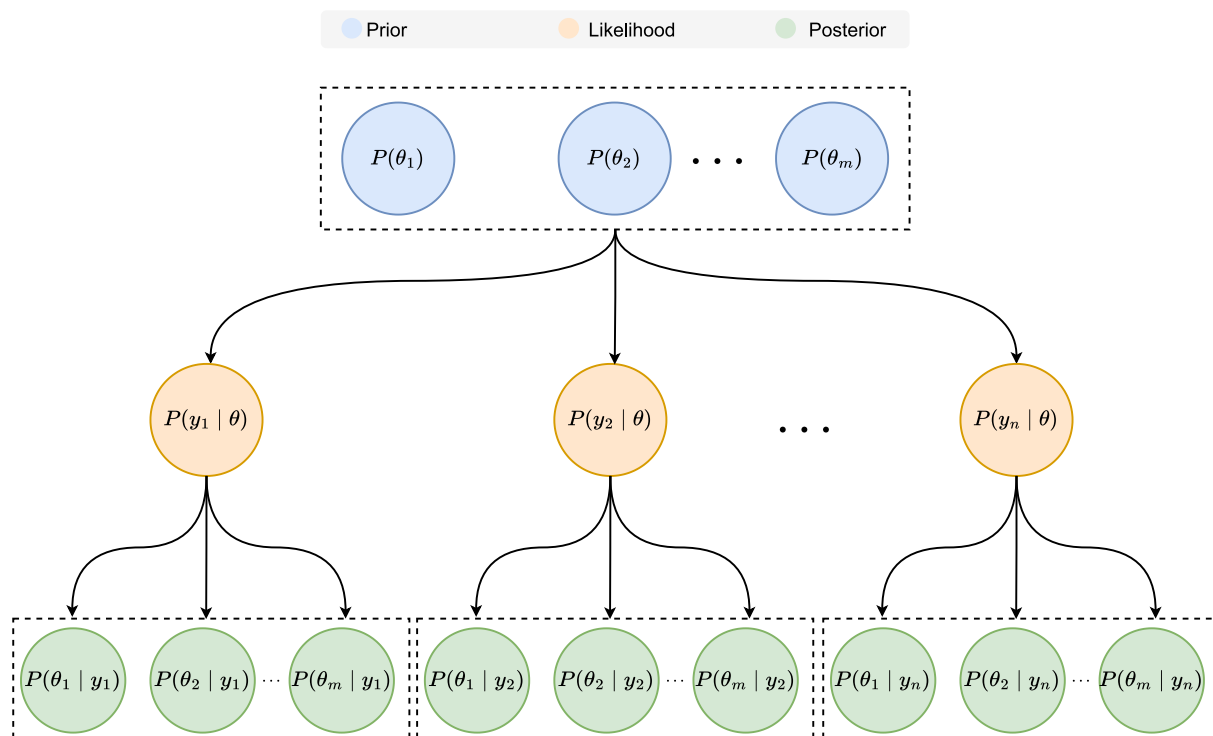 Prior Likelihood Posterior
P(θ₁) P(θ₂) • • • P(θₘ)
P(y₁ | θ) P(y₂ | θ) • • • P(yₙ | θ)
P(θ₁ | y₁) P(θ₂ | y₁) ··· P(θₘ | y₁) P(θ₁ | y₂) P(θ₂ | y₂) ··· P(θₘ | y₂) P(θ₁ | yₙ) P(θ₂ | yₙ) ··· P(θₘ | yₙ)